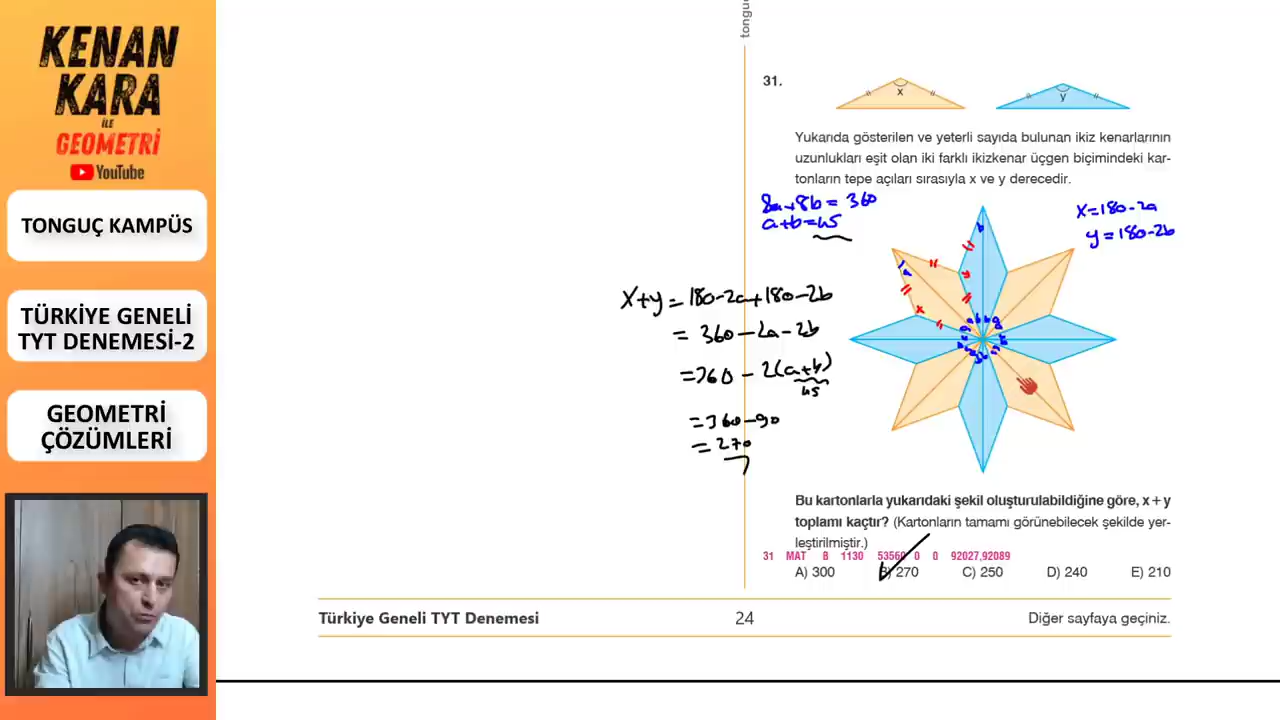 KENAN
KARA
İLE
GEOMETRİ
YouTube
TONGUÇ KAMPÜS
TÜRKİYE GENELİ
TYT DENEMESİ-2
GEOMETRİ
ÇÖZÜMLERİ
tonguç
31.
x
y
Yukarıda gösterilen ve yeterli sayıda bulunan ikiz kenarlarının
uzunlukları eşit olan iki farklı ikizkenar üçgen biçimindeki kar-
tonların tepe açıları sırasıyla x ve y derecedir.
8a+8b=360
a+b=45
x=180-2a
y=180-2b
x+y=180-2a+180-2b
=360-2a-2b
=360-2(a+b)
45
=360-90
=270
Bu kartonlarla yukarıdaki şekil oluşturulabildiğine göre, x + y
toplamı kaçtır? (Kartonların tamamı görünebilecek şekilde yer-
leştirilmiştir.)
31 MAT B 1130 53560 0 0 92027,92089
A) 300 B) 270 C) 250 D) 240 E) 210
Türkiye Geneli TYT Denemesi 24 Diğer sayfaya geçiniz.